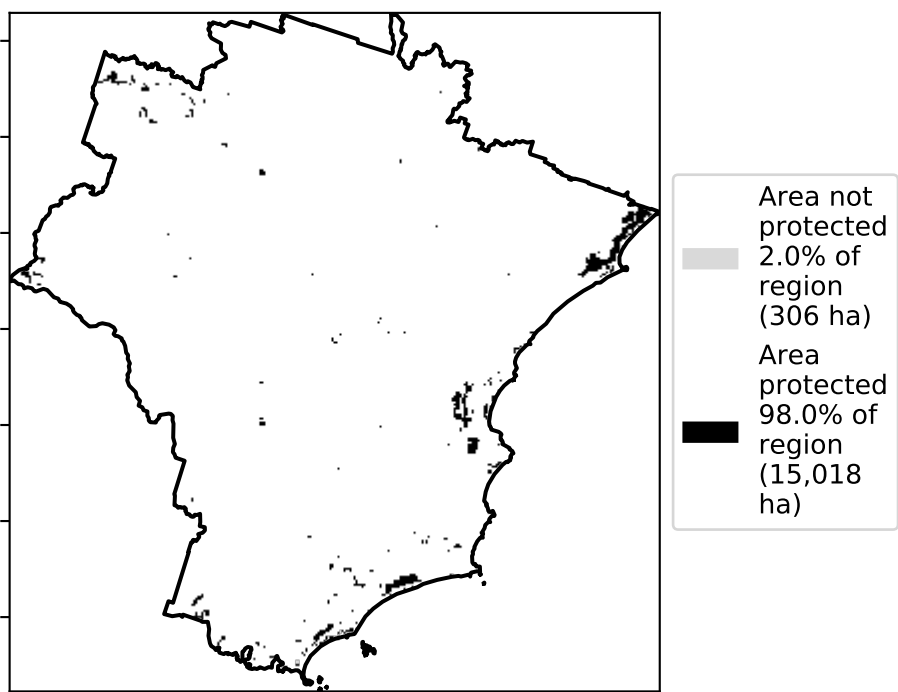 Area not
protected
2.0% of
region
(306 ha)
Area
protected
98.0% of
region
(15,018
ha)